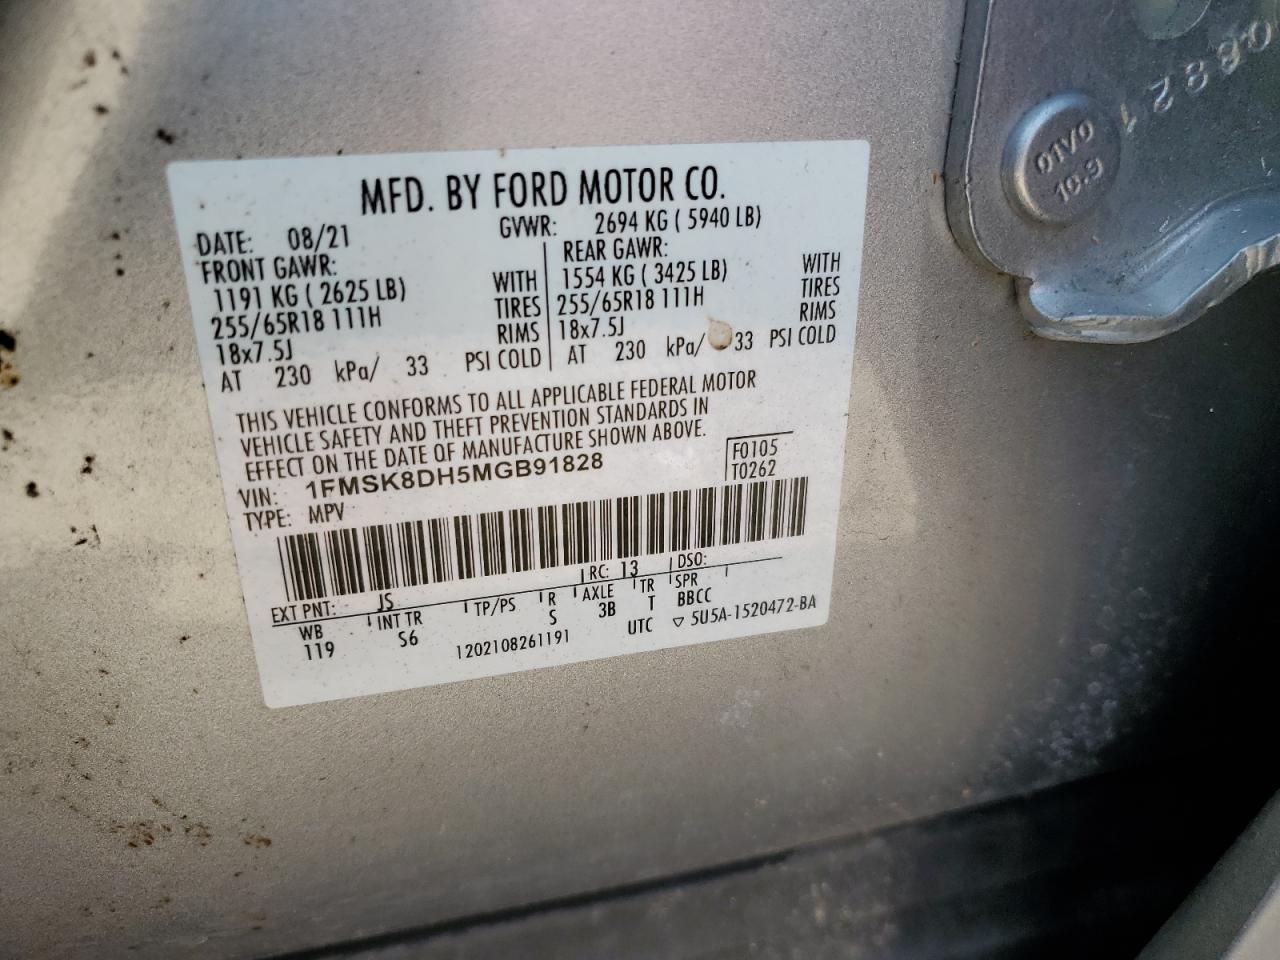 MFD. BY FORD MOTOR CO.
DATE: 08/21 GVWR: 2694 KG ( 5940 LB)
FRONT GAWR:
1191 KG ( 2625 LB) WITH
255/65R18 111H TIRES
18x7.5J RIMS
AT 230 kPa/ 33 PSI COLD
REAR GAWR:
1554 KG ( 3425 LB) WITH
255/65R18 111H TIRES
18x7.5J RIMS
AT 230 kPa/ 33 PSI COLD
THIS VEHICLE CONFORMS TO ALL APPLICABLE FEDERAL MOTOR
VEHICLE SAFETY AND THEFT PREVENTION STANDARDS IN
EFFECT ON THE DATE OF MANUFACTURE SHOWN ABOVE.
VIN: 1FMSK8DH5MGB91828
TYPE: MPV
F0105
T0262
RC: 13 DSO:
EXT PNT: JS
WB INT TR TP/PS R AXLE TR SPR
119 S6 S 3B T BBCC
1202108261191 UTC ▽ 5U5A-1520472-BA
10.9